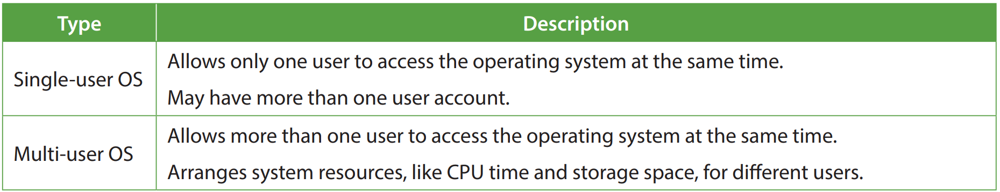 Type
Description
Single-user OS
Allows only one user to access the operating system at the same time.
May have more than one user account.
Multi-user OS
Allows more than one user to access the operating system at the same time.
Arranges system resources, like CPU time and storage space, for different users.